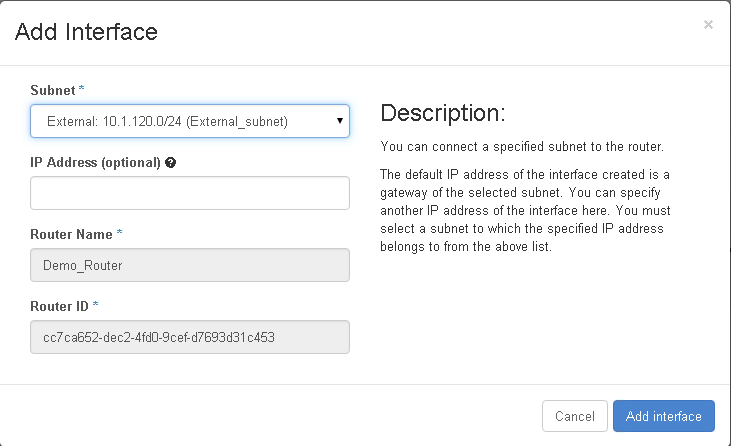 Add Interface
×
Subnet *
External: 10.1.120.0/24 (External_subnet)
IP Address (optional) ?
Router Name *
Demo_Router
Router ID *
cc7ca652-dec2-4fd0-9cef-d7693d31c453
Description:
You can connect a specified subnet to the router.
The default IP address of the interface created is a
gateway of the selected subnet. You can specify
another IP address of the interface here. You must
select a subnet to which the specified IP address
belongs to from the above list.
Cancel
Add interface